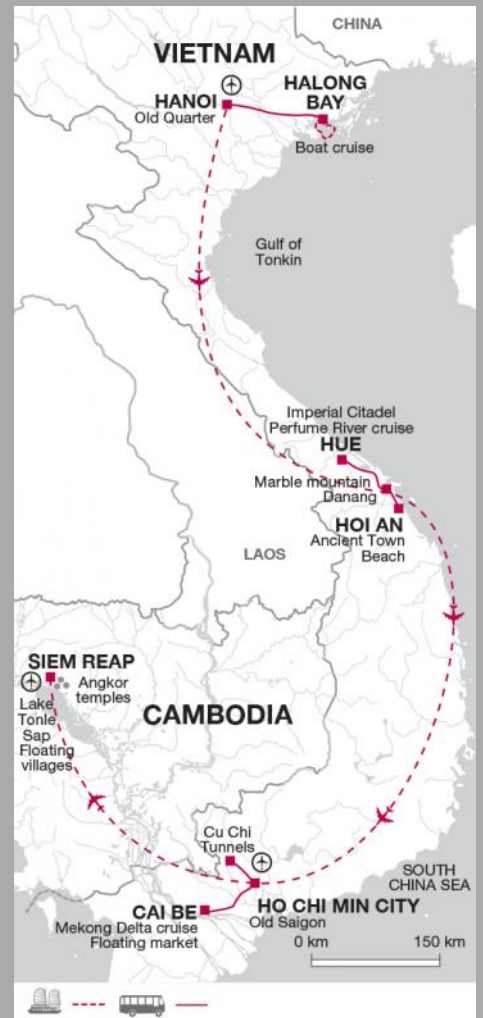 CHINA
VIETNAM
HANOI
Old Quarter
HALONG
BAY
Boat cruise
Gulf of
Tonkin
Imperial Citadel
Perfume River cruise
HUE
Marble mountain
Danang
HOI AN
Ancient Town
Beach
LAOS
SIEM REAP
Angkor
temples
Lake
Tonle
Sap
Floating
villages
CAMBODIA
Cu Chi
Tunnels
SOUTH
CHINA SEA
CAI BE
Mekong Delta cruise
Floating market
HO CHI MIN CITY
Old Saigon
0 km
150 km